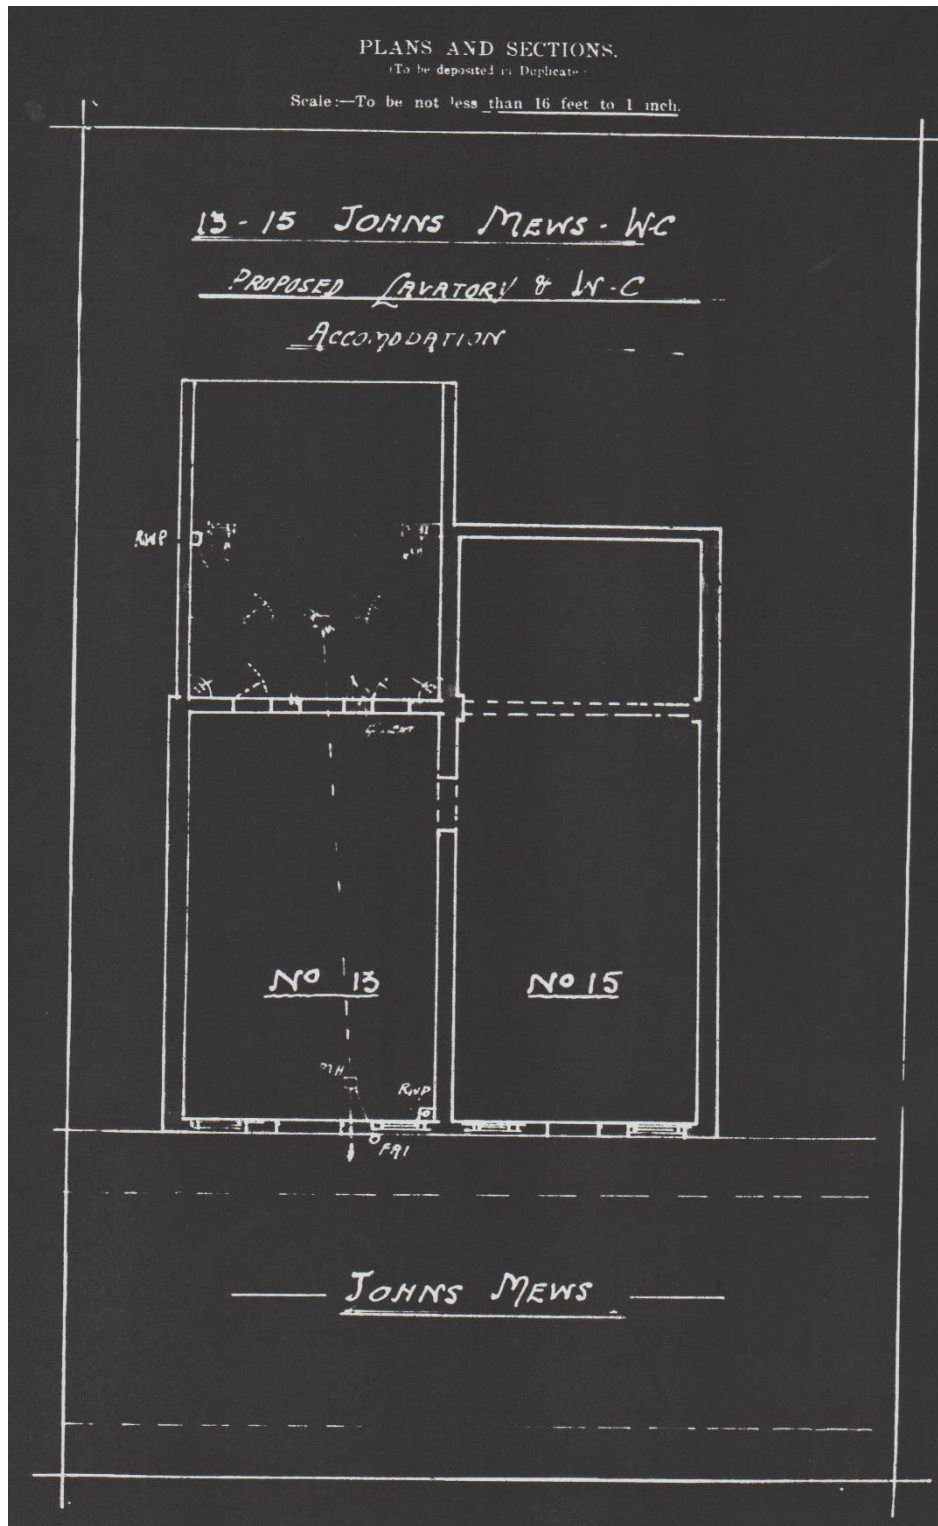 PLANS AND SECTIONS.
(To be deposited in Duplicate)
Scale:—To be not less than 16 feet to 1 inch.
13 - 15 JOHNS MEWS - WC
PROPOSED LAVATORY & W-C
ACCOMODATION
RWP
No 13
No 15
MH
RWP
FAI
JOHNS MEWS